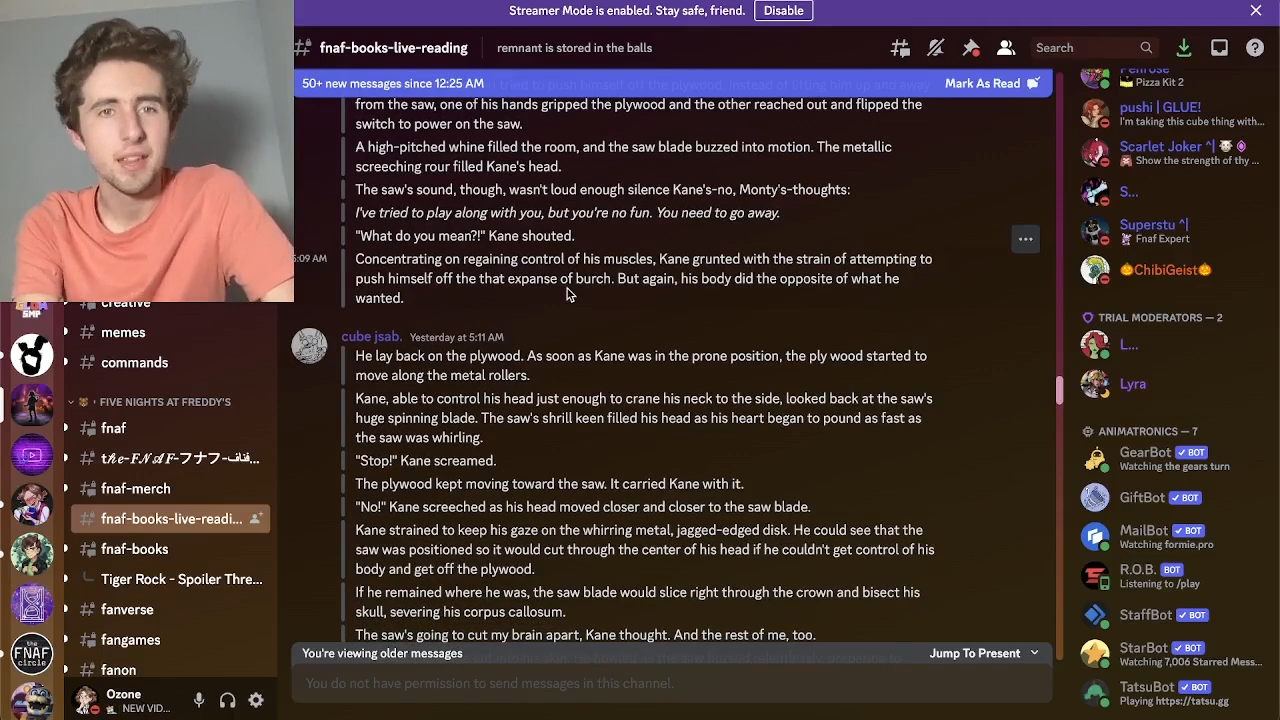 Streamer Mode is enabled. Stay safe, friend. Disable
fnaf-books-live-reading remnant is stored in the balls
Search
50+ new messages since 12:25 AM Mark As Read
from the saw, one of his hands gripped the plywood and the other reached out and flipped the
switch to power on the saw.
A high-pitched whine filled the room, and the saw blade buzzed into motion. The metallic
screeching rour filled Kane's head.
The saw's sound, though, wasn't loud enough silence Kane's-no, Monty's-thoughts:
I've tried to play along with you, but you're no fun. You need to go away.
"What do you mean?!" Kane shouted.
5:09 AM
Concentrating on regaining control of his muscles, Kane grunted with the strain of attempting to
push himself off the that expanse of burch. But again, his body did the opposite of what he
wanted.
cube jsab. Yesterday at 5:11 AM
He lay back on the plywood. As soon as Kane was in the prone position, the ply wood started to
move along the metal rollers.
Kane, able to control his head just enough to crane his neck to the side, looked back at the saw's
huge spinning blade. The saw's shrill keen filled his head as his heart began to pound as fast as
the saw was whirling.
"Stop!" Kane screamed.
The plywood kept moving toward the saw. It carried Kane with it.
"No!" Kane screeched as his head moved closer and closer to the saw blade.
Kane strained to keep his gaze on the whirring metal, jagged-edged disk. He could see that the
saw was positioned so it would cut through the center of his head if he couldn't get control of his
body and get off the plywood.
If he remained where he was, the saw blade would slice right through the crown and bisect his
skull, severing his corpus callosum.
The saw's going to cut my brain apart, Kane thought. And the rest of me, too.
You're viewing older messages Jump To Present
You do not have permission to send messages in this channel.
creative
memes
commands
FIVE NIGHTS AT FREDDY'S
fnaf
fnaf-merch
fnaf-books-live-readi...
fnaf-books
Tiger Rock - Spoiler Thre...
fanverse
fangames
fanon
the
FNAF
circle
Ozone
NEW VID...
Penrose
Pizza Kit 2
pushi | GLUE!
I'm taking this cube thing with...
Scarlet Joker ^|
Show the strength of thy ...
S...
Superstu ^|
Fnaf Expert
ChibiGeist
TRIAL MODERATORS — 2
L...
Lyra
ANIMATRONICS — 7
GearBot BOT
Watching the gears turn
GiftBot BOT
MailBot BOT
Watching formie.pro
R.O.B. BOT
Listening to /play
StaffBot BOT
StarBot BOT
Watching 7,006 Starred Mess...
TatsuBot BOT
Playing https://tatsu.gg